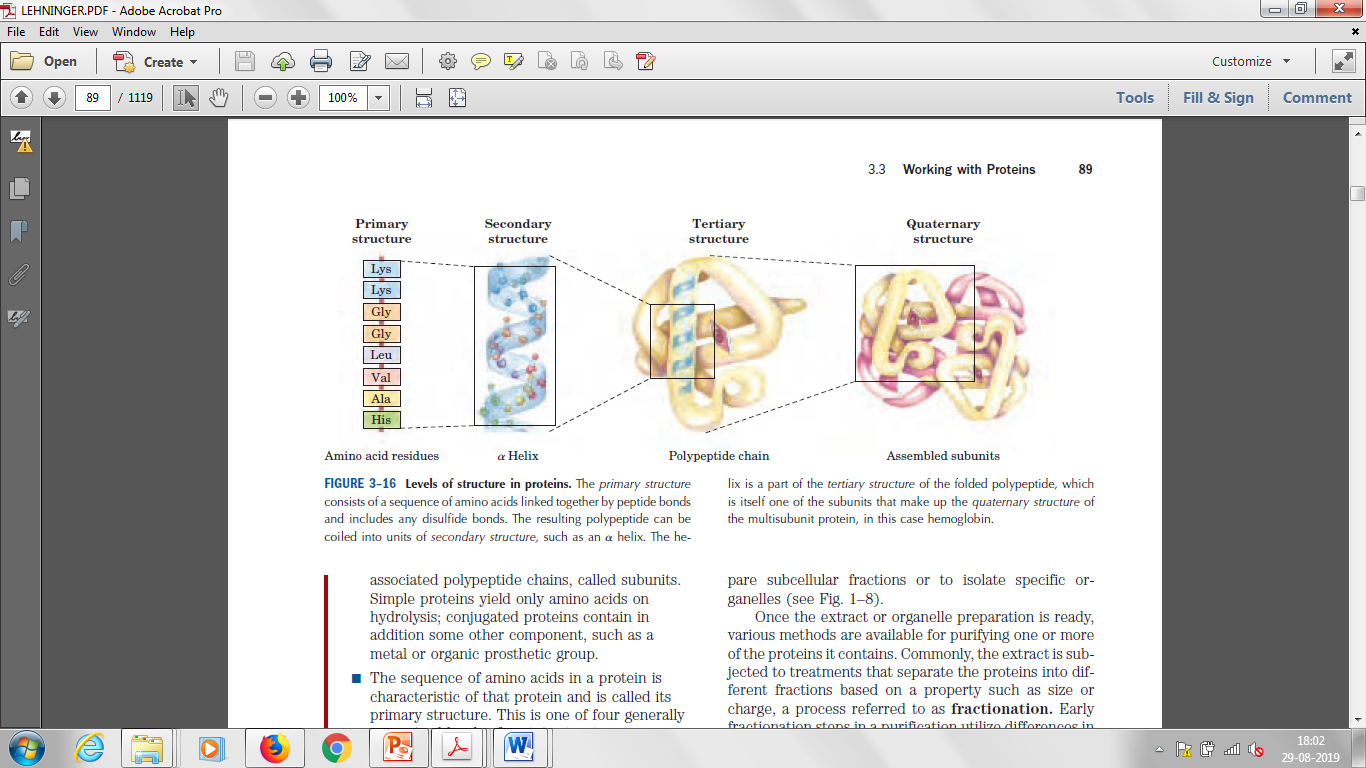 LEHNINGER.PDF - Adobe Acrobat Pro
File Edit View Window Help
Open Create Customize
89 / 1119 100% Tools Fill & Sign Comment
3.3 Working with Proteins 89
Primary structure
Secondary structure
Tertiary structure
Quaternary structure
Lys
Lys
Gly
Gly
Leu
Val
Ala
His
Amino acid residues
α Helix
Polypeptide chain
Assembled subunits
FIGURE 3–16 Levels of structure in proteins. The primary structure
consists of a sequence of amino acids linked together by peptide bonds
and includes any disulfide bonds. The resulting polypeptide can be
coiled into units of secondary structure, such as an α helix. The he-
lix is a part of the tertiary structure of the folded polypeptide, which
is itself one of the subunits that make up the quaternary structure of
the multisubunit protein, in this case hemoglobin.
associated polypeptide chains, called subunits.
Simple proteins yield only amino acids on
hydrolysis; conjugated proteins contain in
addition some other component, such as a
metal or organic prosthetic group.
■ The sequence of amino acids in a protein is
characteristic of that protein and is called its
primary structure. This is one of four generally
pare subcellular fractions or to isolate specific or-
ganelles (see Fig. 1–8).
Once the extract or organelle preparation is ready,
various methods are available for purifying one or more
of the proteins it contains. Commonly, the extract is sub-
jected to treatments that separate the proteins into dif-
ferent fractions based on a property such as size or
charge, a process referred to as fractionation. Early
fractionation steps in a purification utilize differences in
18:02
29-08-2019